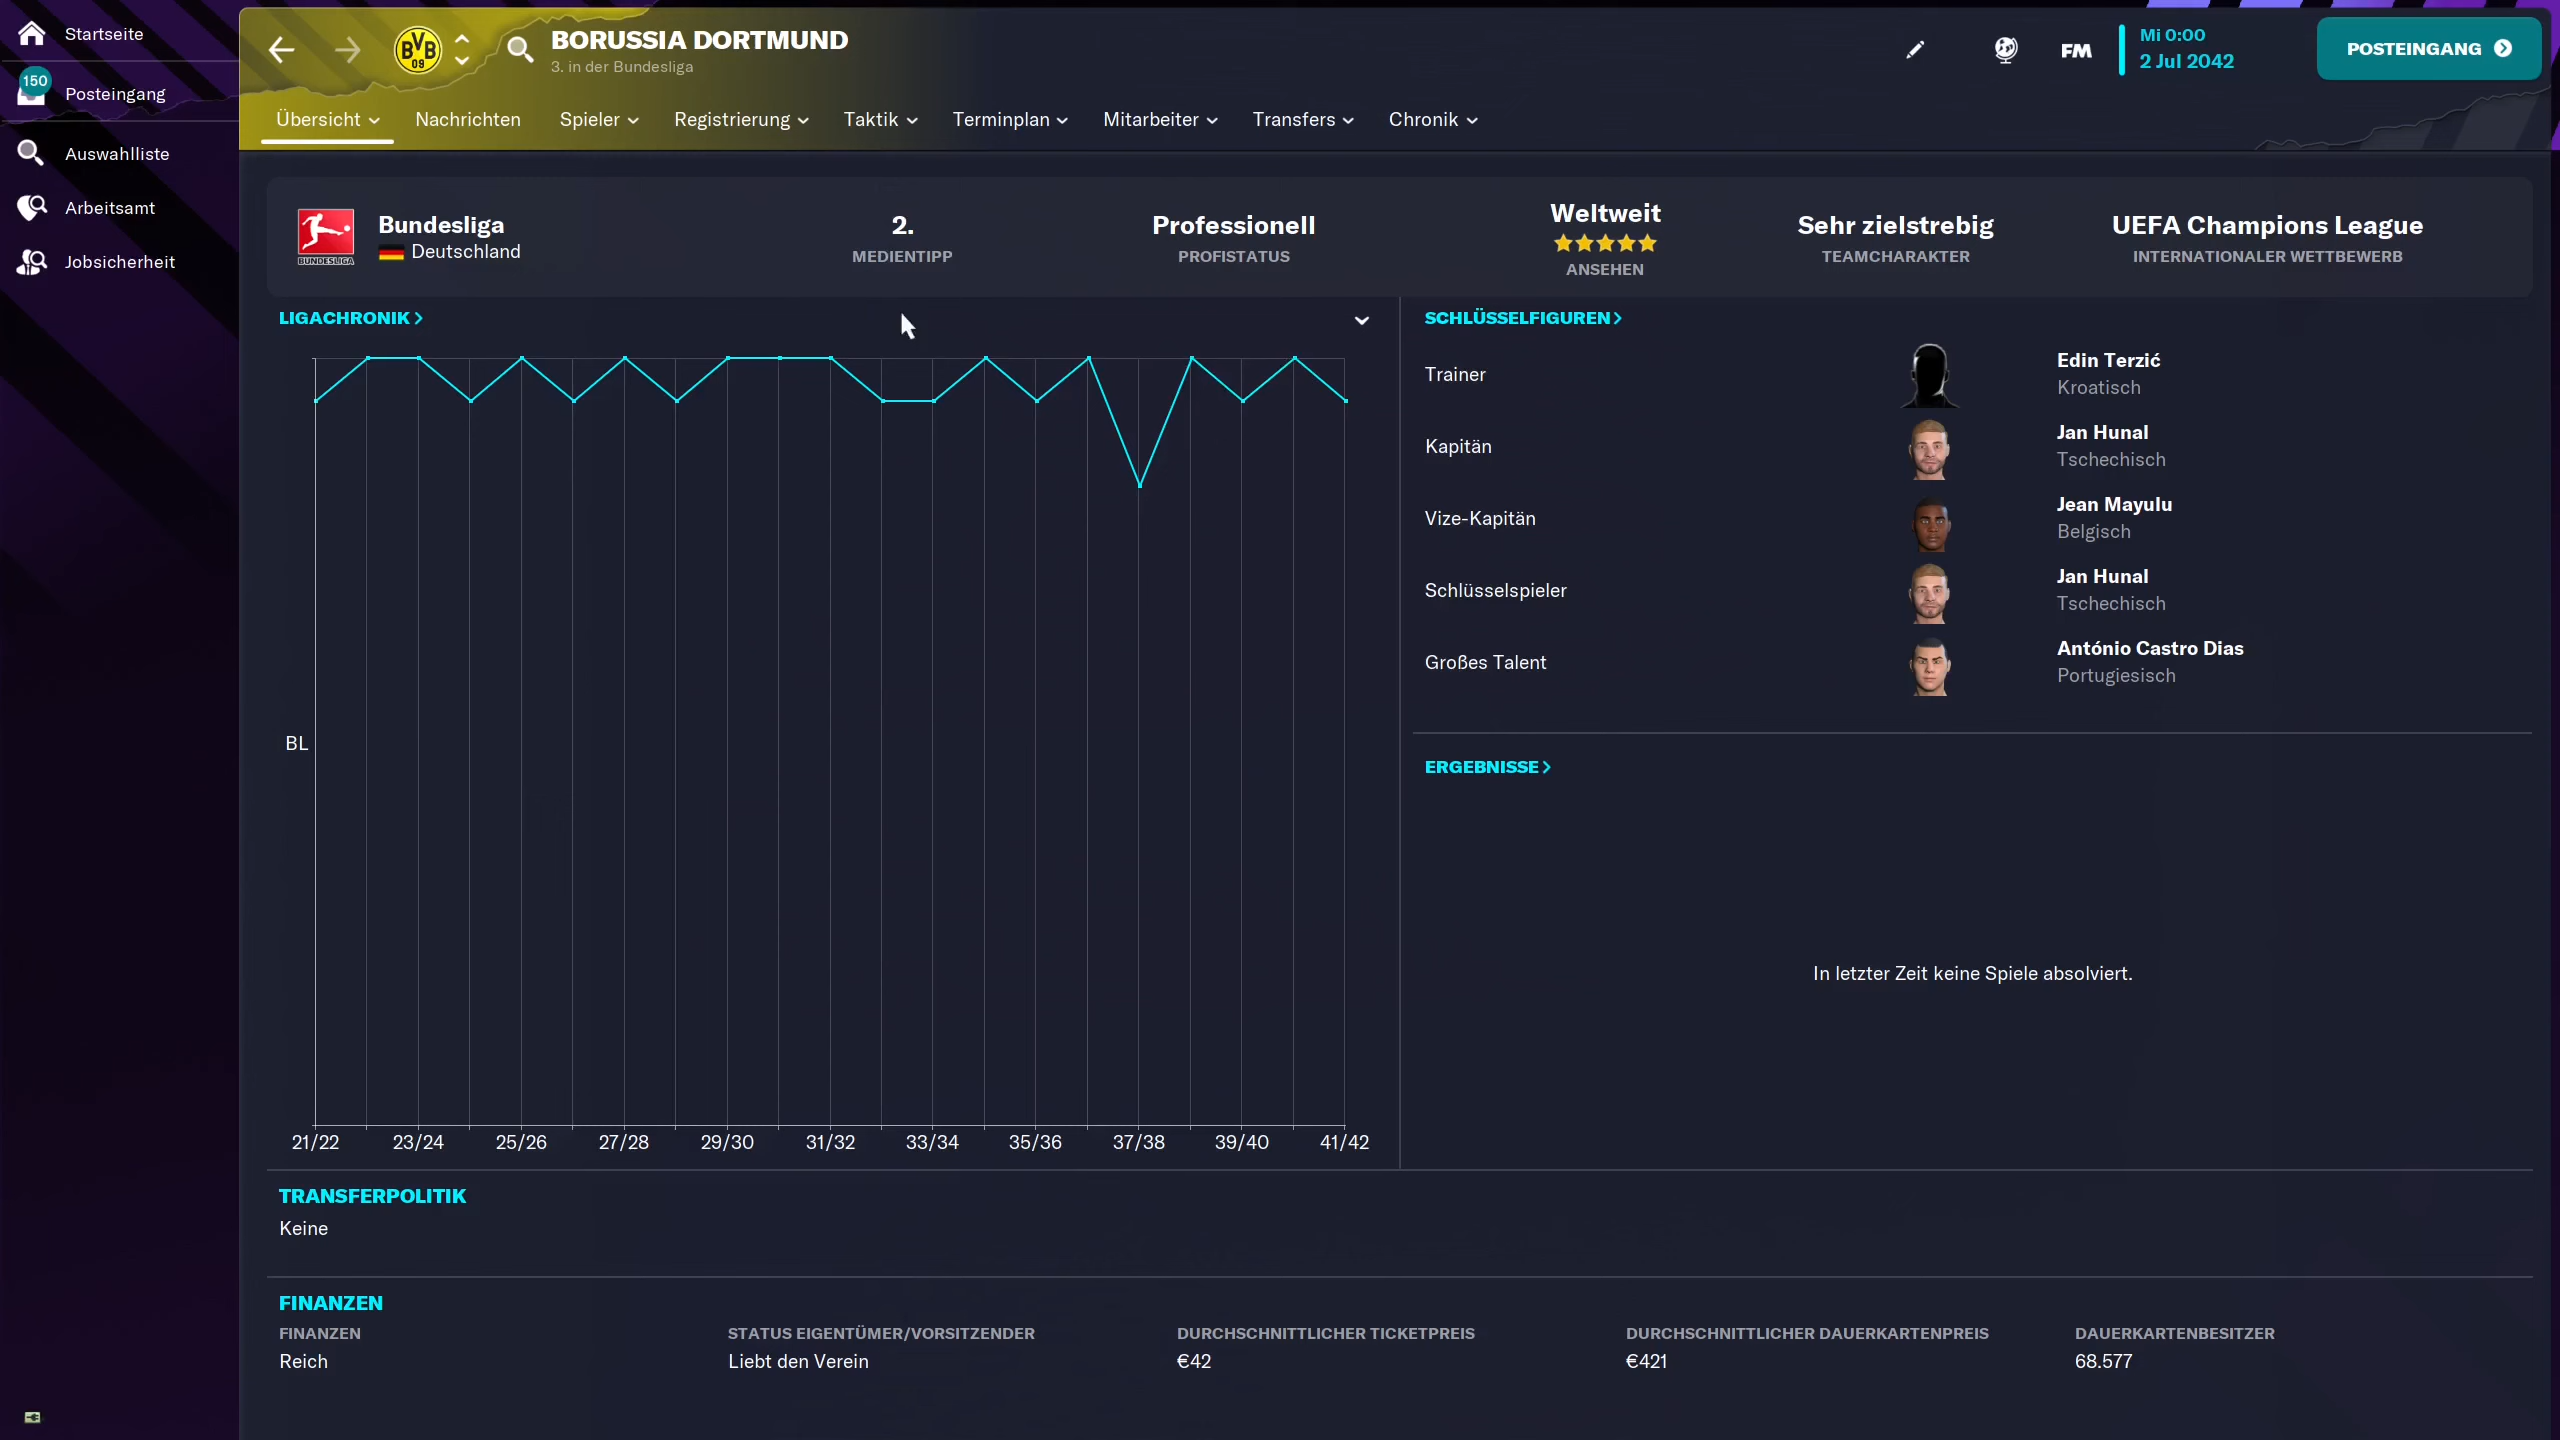 Startseite
150
Posteingang
Auswahlliste
Arbeitsamt
Jobsicherheit
BVB
09
BORUSSIA DORTMUND
3. in der Bundesliga
FM
Mi 0:00
2 Jul 2042
POSTEINGANG
Übersicht
Nachrichten
Spieler
Registrierung
Taktik
Terminplan
Mitarbeiter
Transfers
Chronik
BUNDESLIGA
Bundesliga
Deutschland
2.
MEDIENTIPP
Professionell
PROFISTATUS
Weltweit
ANSEHEN
Sehr zielstrebig
TEAMCHARAKTER
UEFA Champions League
INTERNATIONALER WETTBEWERB
LIGACHRONIK
BL
21/22 23/24 25/26 27/28 29/30 31/32 33/34 35/36 37/38 39/40 41/42
SCHLÜSSELFIGUREN
Trainer
Edin Terzić
Kroatisch
Kapitän
Jan Hunal
Tschechisch
Vize-Kapitän
Jean Mayulu
Belgisch
Schlüsselspieler
Jan Hunal
Tschechisch
Großes Talent
António Castro Dias
Portugiesisch
ERGEBNISSE
In letzter Zeit keine Spiele absolviert.
TRANSFERPOLITIK
Keine
FINANZEN
FINANZEN
Reich
STATUS EIGENTÜMER/VORSITZENDER
Liebt den Verein
DURCHSCHNITTLICHER TICKETPREIS
€42
DURCHSCHNITTLICHER DAUERKARTENPREIS
€421
DAUERKARTENBESITZER
68.577